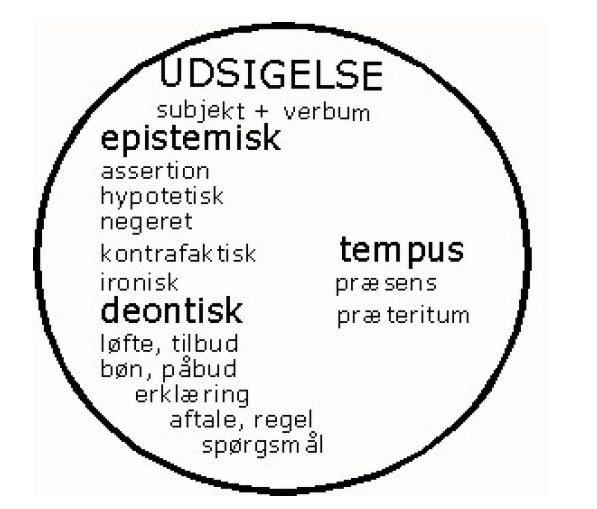 UDSIGELSE
subjekt + verbum
epistemisk
assertion
hypotetisk
negeret
kontrafaktisk
ironisk
deontisk
løfte, tilbud
bøn, påbud
erklæring
aftale, regel
spørgsmål
tempus
præsens
præteritum